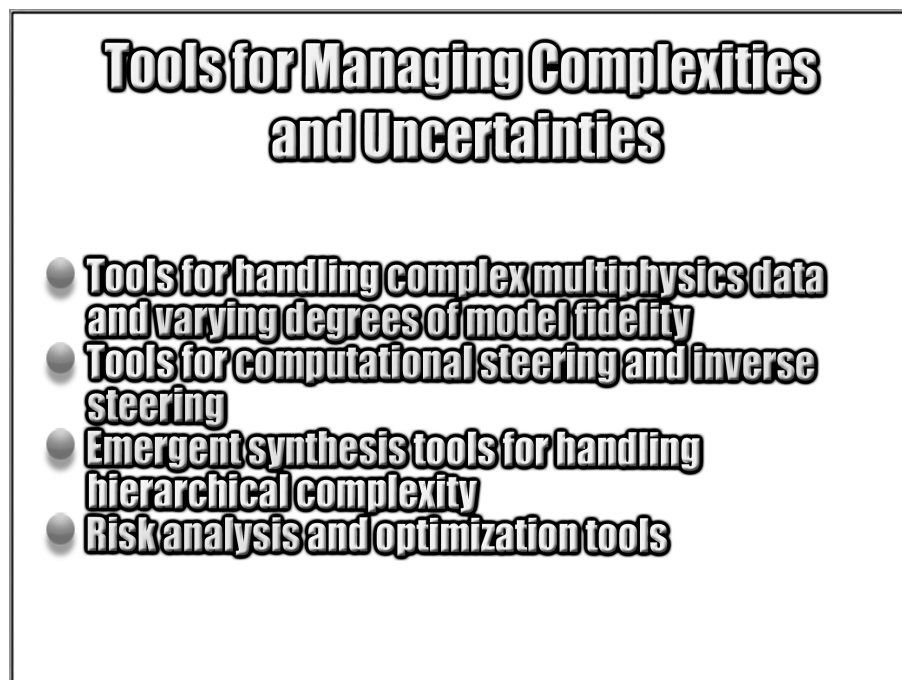 Tools for Managing Complexities
and Uncertainties
Tools for handling complex multiphysics data
and varying degrees of model fidelity
Tools for computational steering and inverse
steering
Emergent synthesis tools for handling
hierarchical complexity
Risk analysis and optimization tools